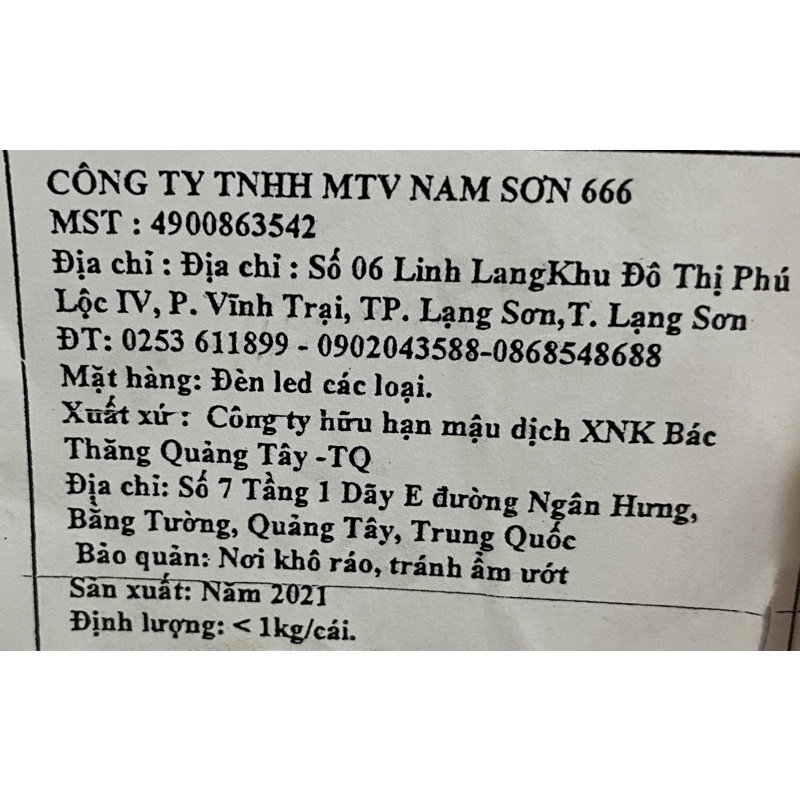 CÔNG TY TNHH MTV NAM SƠN 666
MST : 4900863542
Địa chỉ : Địa chỉ : Số 06 Linh LangKhu Đô Thị Phú
Lộc IV, P. Vĩnh Trại, TP. Lạng Sơn,T. Lạng Sơn
ĐT: 0253 611899 - 0902043588-0868548688
Mặt hàng: Đèn led các loại.
Xuất xứ : Công ty hữu hạn mậu dịch XNK Bác
Thăng Quảng Tây -TQ
Địa chỉ: Số 7 Tầng 1 Dãy E đường Ngân Hưng,
Bằng Tường, Quảng Tây, Trung Quốc
Bảo quản: Nơi khô ráo, tránh ẩm ướt
Sản xuất: Năm 2021
Định lượng: < 1kg/cái.